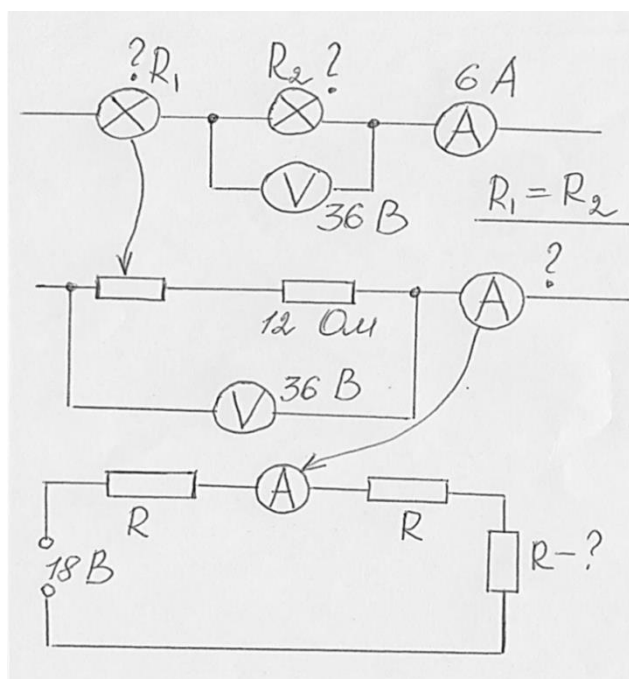 ? R₁
R₂ ?
6 A
A
V
36 В
R₁ = R₂
?
12 Ом
A
36 В
V
A
R
R
18 В
R – ?